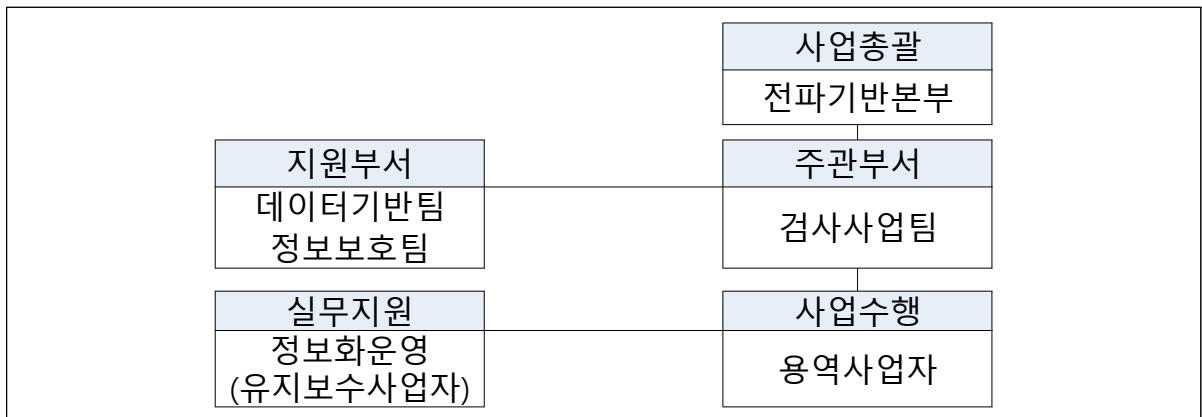 사업총괄
전파기반본부
지원부서
데이터기반팀
정보보호팀
주관부서
검사사업팀
실무지원
정보화운영
(유지보수사업자)
사업수행
용역사업자